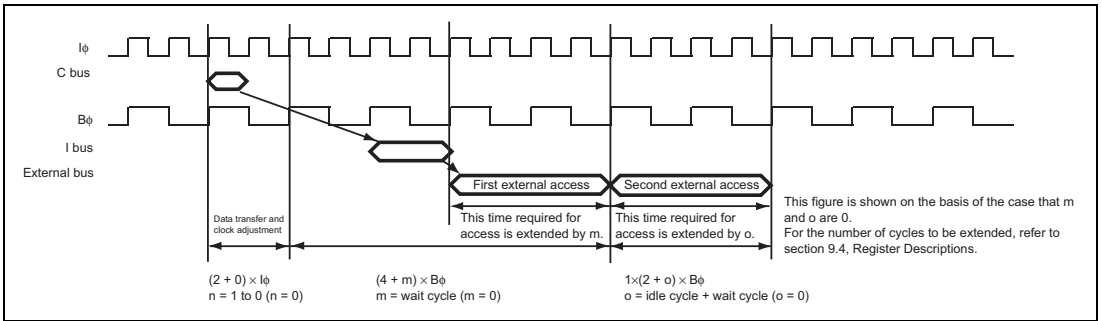 Iϕ
C bus
Bϕ
I bus
External bus
First external access
Second external access
Data transfer and
clock adjustment
This time required for
access is extended by m.
This time required for
access is extended by o.
This figure is shown on the basis of the case that m
and o are 0.
For the number of cycles to be extended, refer to
section 9.4, Register Descriptions.
(2 + 0) × Iϕ
n = 1 to 0 (n = 0)
(4 + m) × Bϕ
m = wait cycle (m = 0)
1×(2 + o) × Bϕ
o = idle cycle + wait cycle (o = 0)